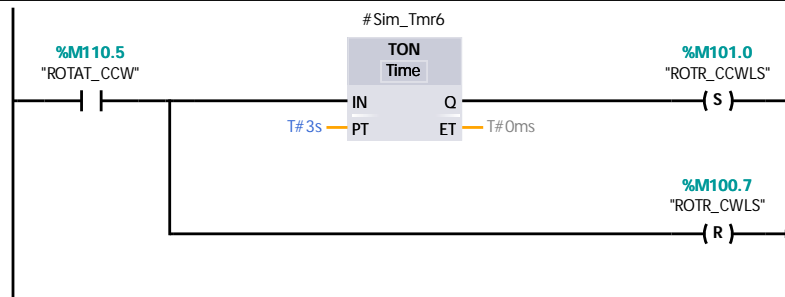 #Sim_Tmr6
%M110.5
"ROTAT_CCW"
TON
Time
%M101.0
"ROTR_CCWLS"
IN Q
S
T#3s PT ET T#0ms
%M100.7
"ROTR_CWLS"
R